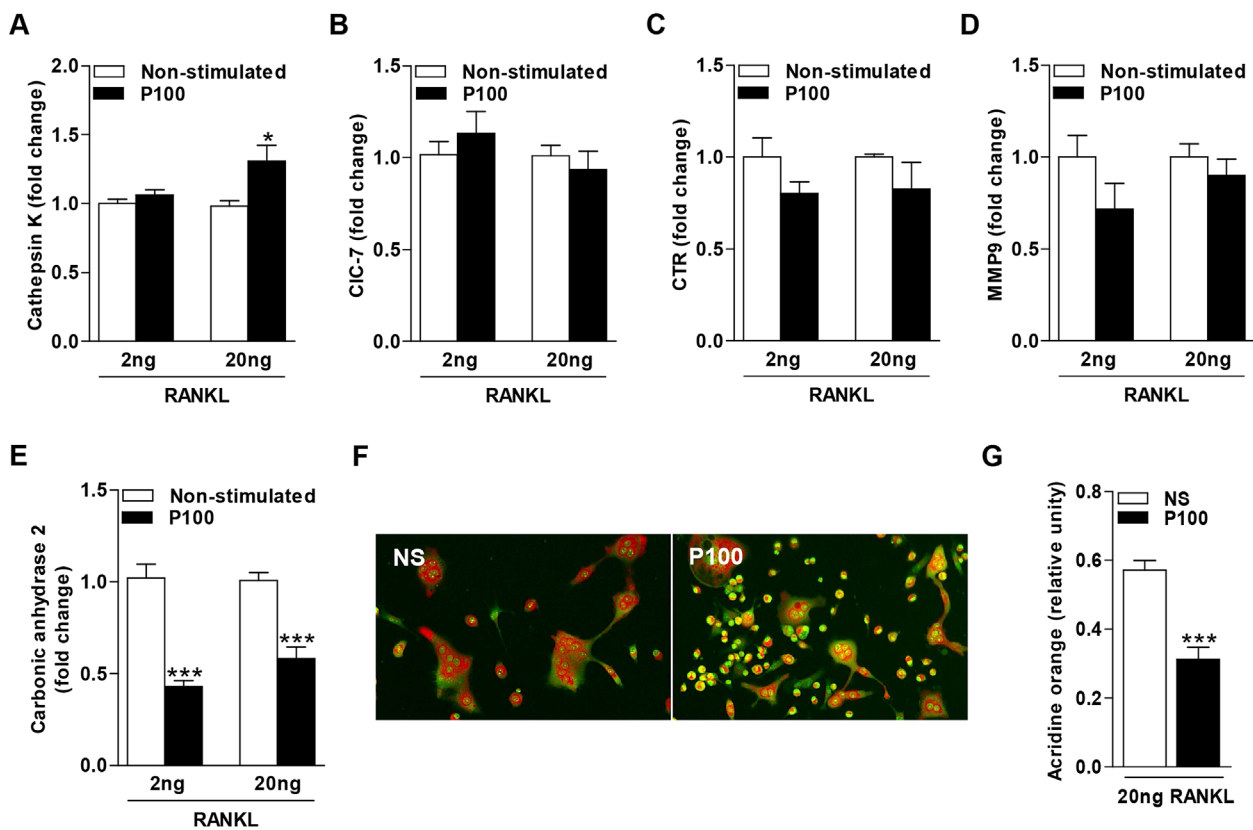 A
Cathepsin K (fold change)
2.0
1.5
1.0
0.5
0.0
Non-stimulated
P100
*
2ng 20ng
RANKL
B
ClC-7 (fold change)
1.5
1.0
0.5
0.0
Non-stimulated
P100
2ng 20ng
RANKL
C
CTR (fold change)
1.5
1.0
0.5
0.0
Non-stimulated
P100
2ng 20ng
RANKL
D
MMP9 (fold change)
1.5
1.0
0.5
0.0
Non-stimulated
P100
2ng 20ng
RANKL
E
Carbonic anhydrase 2
(fold change)
1.5
1.0
0.5
0.0
Non-stimulated
P100
***
***
2ng 20ng
RANKL
F
NS
P100
G
Acridine orange (relative unity)
0.8
0.6
0.4
0.2
0.0
NS
P100
***
20ng RANKL